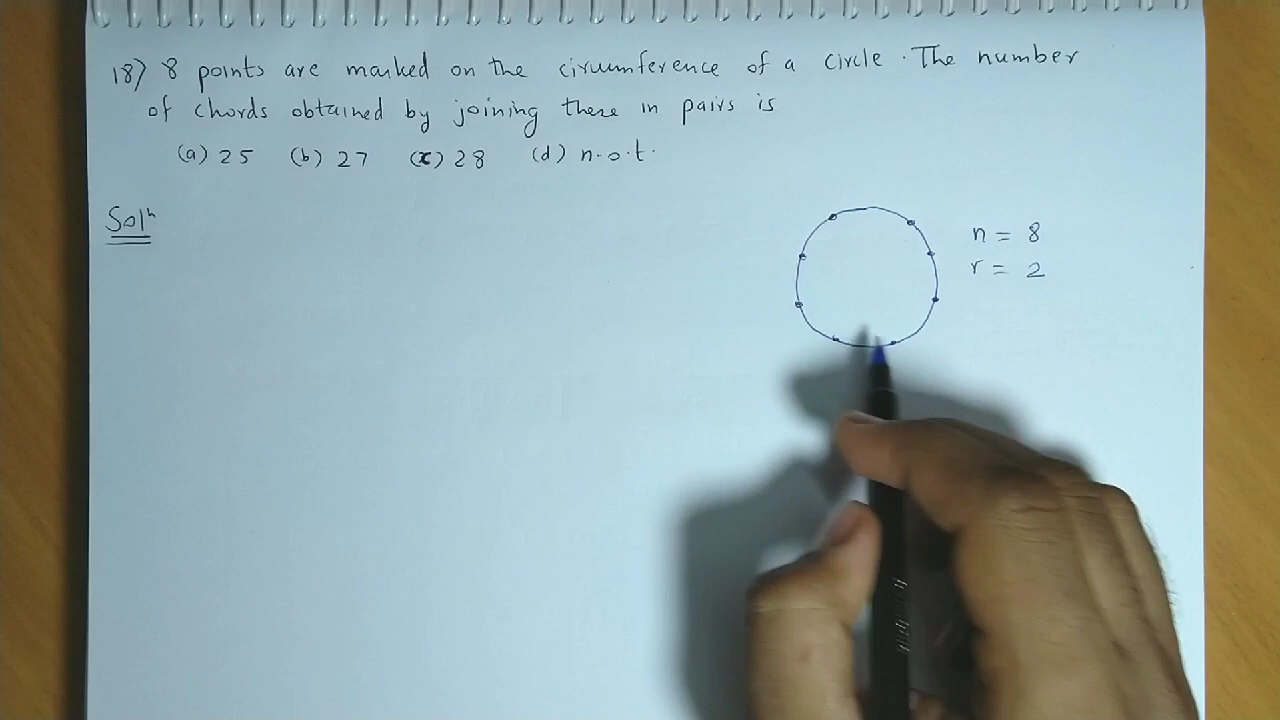 18) 8 points are marked on the circumference of a circle. The number
of chords obtained by joining these in pairs is
(a) 25 (b) 27 (c) 28 (d) n.o.t.
Solⁿ
n = 8
r = 2